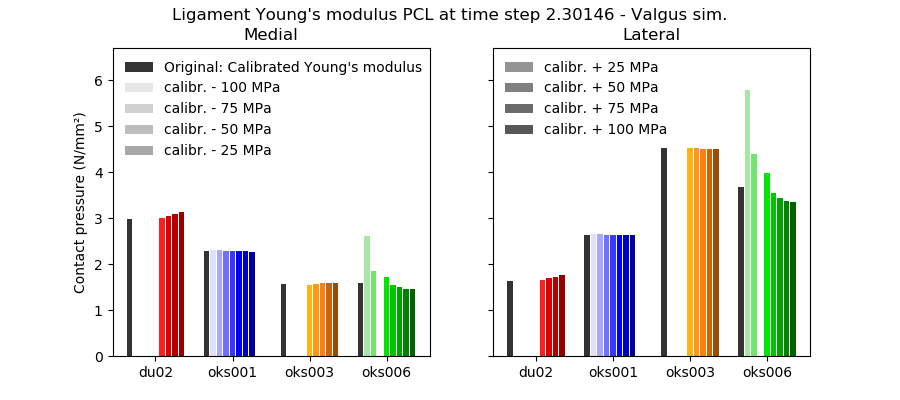 Ligament Young's modulus PCL at time step 2.30146 - Valgus sim.
Medial
Lateral
Contact pressure (N/mm²)
6
5
4
3
2
1
0
Original: Calibrated Young's modulus
calibr. - 100 MPa
calibr. - 75 MPa
calibr. - 50 MPa
calibr. - 25 MPa
calibr. + 25 MPa
calibr. + 50 MPa
calibr. + 75 MPa
calibr. + 100 MPa
du02 oks001 oks003 oks006
du02 oks001 oks003 oks006